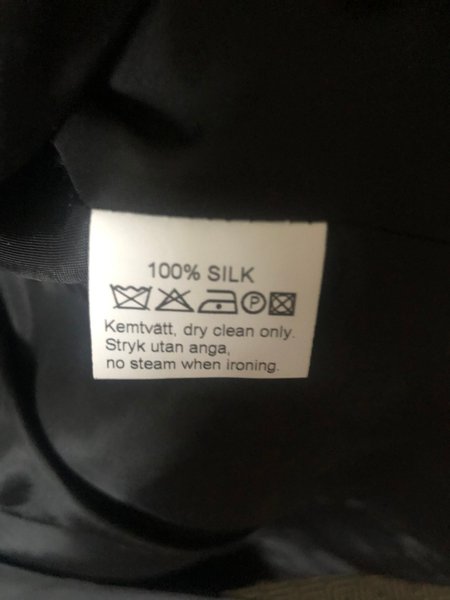 100% SILK
P
Kemtvätt, dry clean only.
Stryk utan anga,
no steam when ironing.